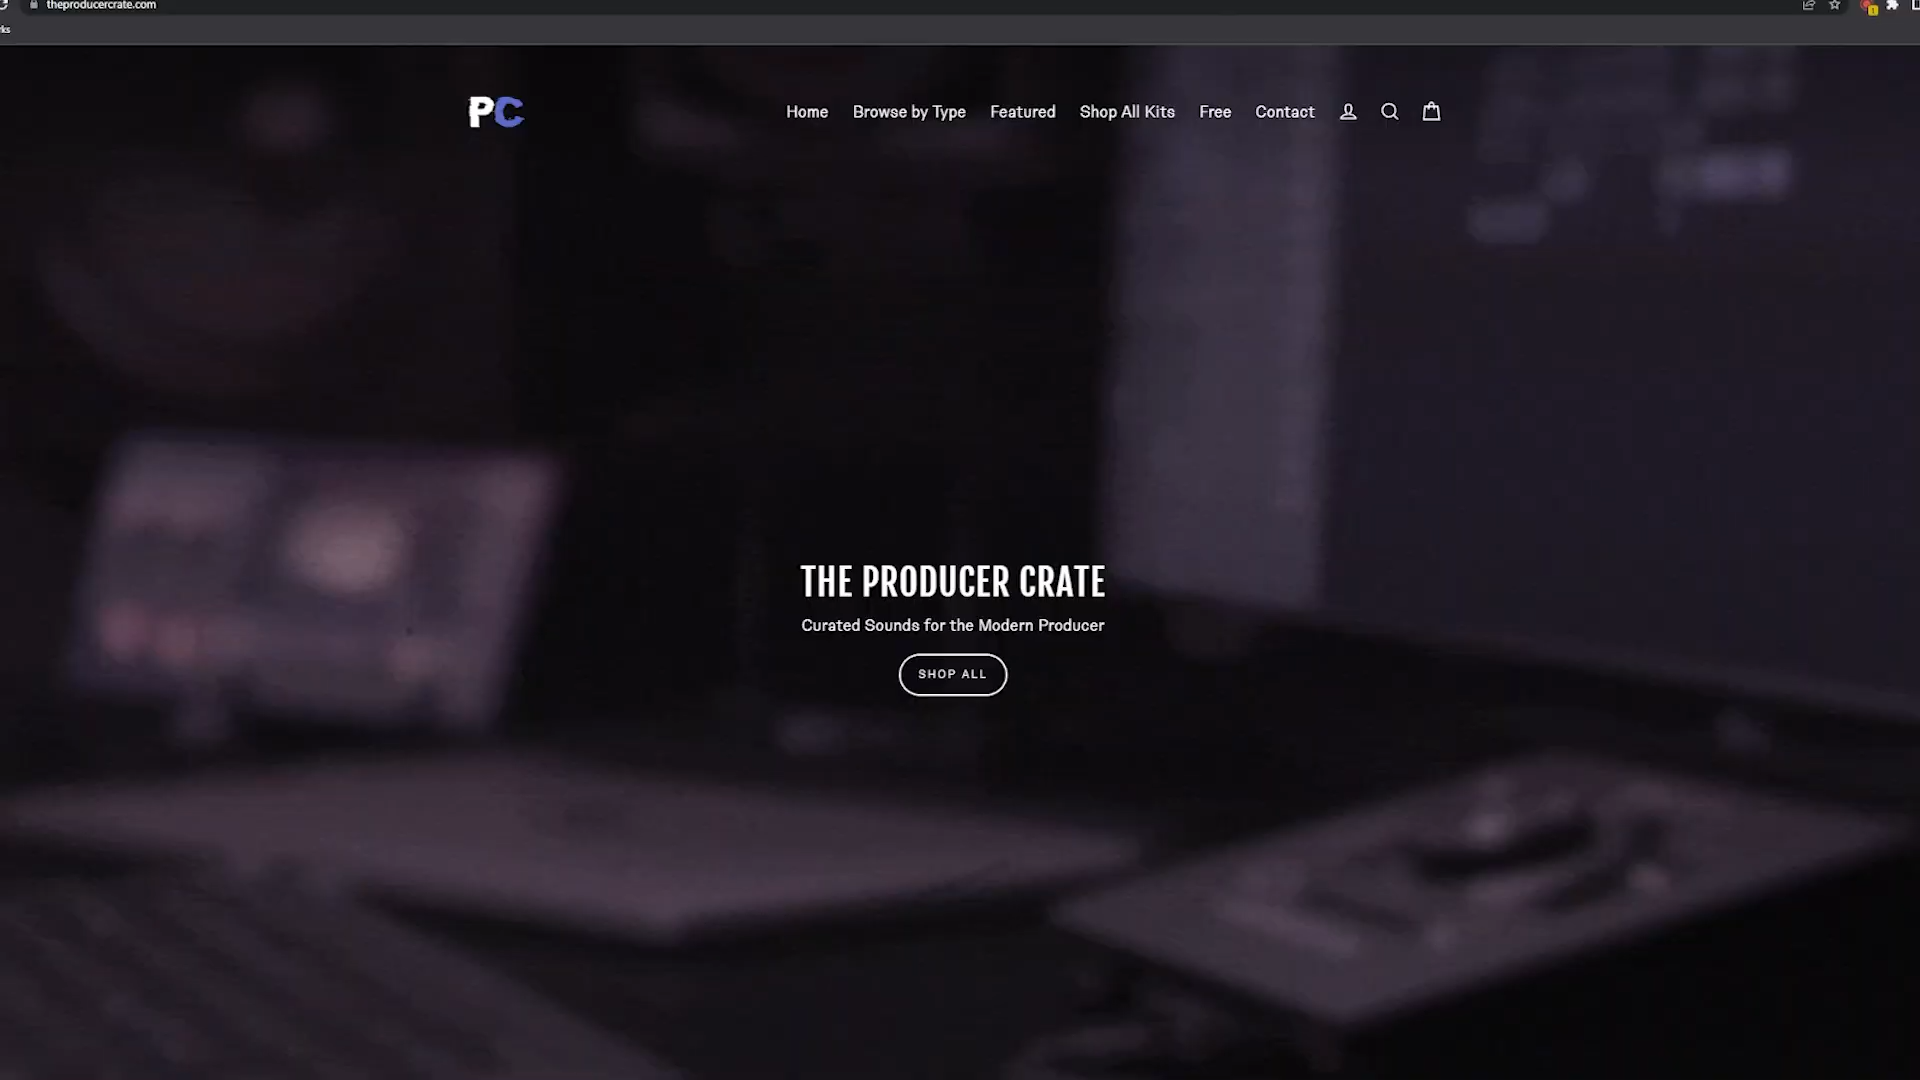 theproducercrate.com
rks
PC
Home
Browse by Type
Featured
Shop All Kits
Free
Contact
THE PRODUCER CRATE
Curated Sounds for the Modern Producer
SHOP ALL